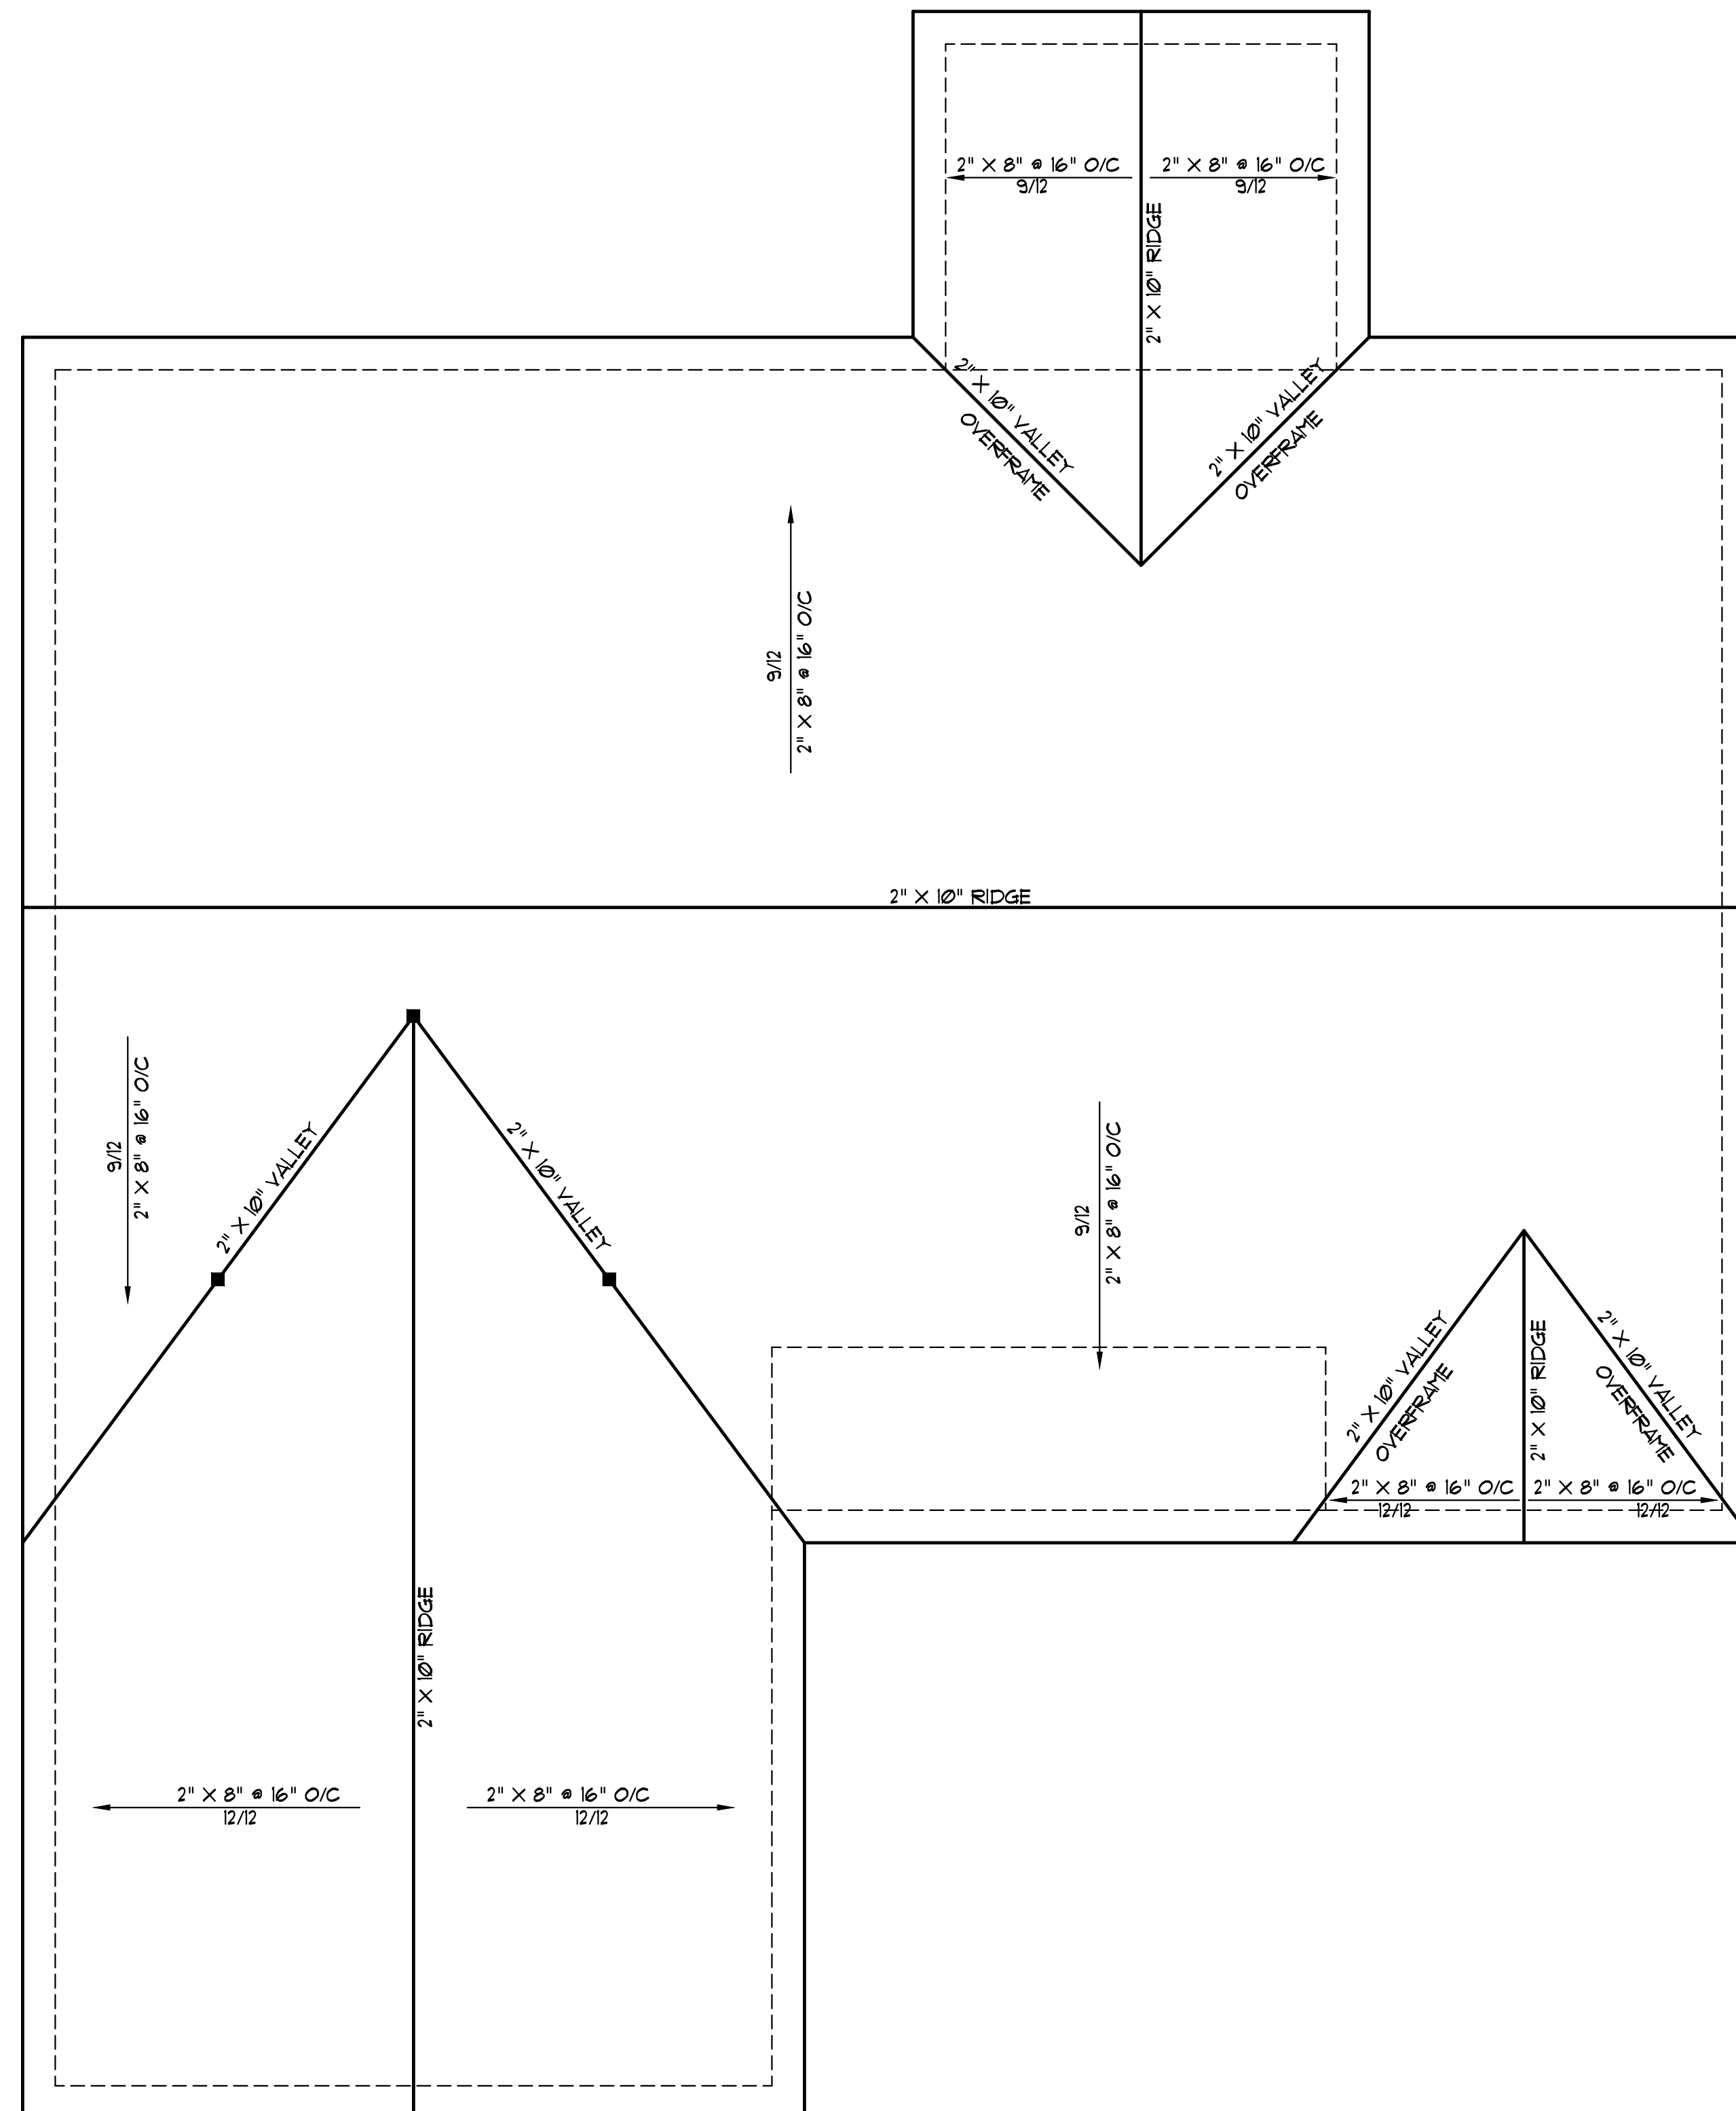 2" X 8" @ 16" O/C
9/12
2" X 8" @ 16" O/C
9/12
2" X 10" RIDGE
2" X 10" VALLEY
OVERFRAME
2" X 10" VALLEY
OVERFRAME
9/12
2" X 8" @ 16" O/C
2" X 10" RIDGE
9/12
2" X 8" @ 16" O/C
2" X 10" VALLEY
2" X 10" VALLEY
9/12
2" X 8" @ 16" O/C
2" X 10" VALLEY
OVERFRAME
2" X 10" RIDGE
2" X 10" VALLEY
OVERFRAME
2" X 8" @ 16" O/C
12/12
2" X 8" @ 16" O/C
12/12
2" X 10" RIDGE
2" X 8" @ 16" O/C
12/12
2" X 8" @ 16" O/C
12/12